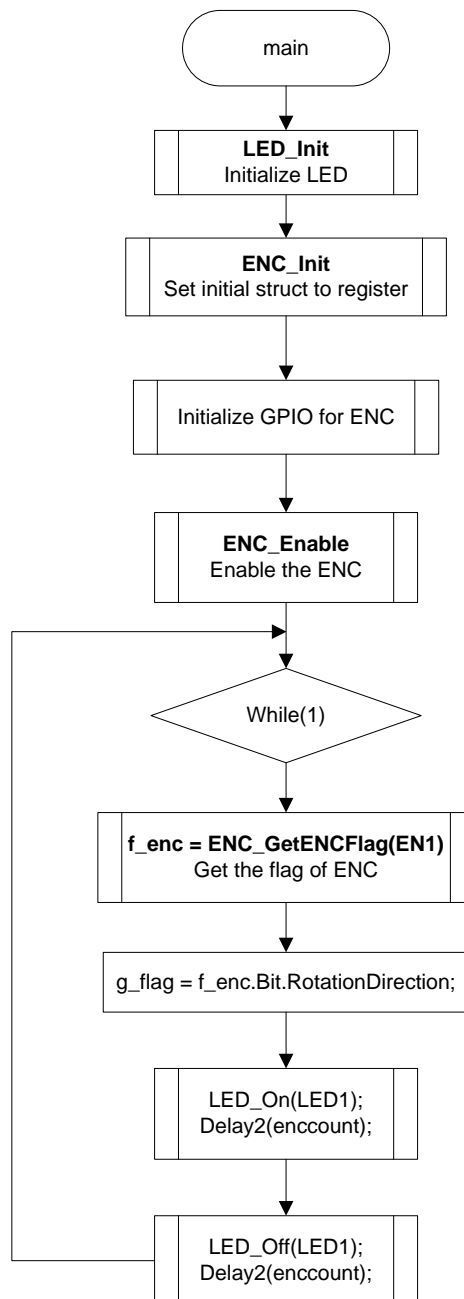 main
LED_Init
Initialize LED
ENC_Init
Set initial struct to register
Initialize GPIO for ENC
ENC_Enable
Enable the ENC
While(1)
f_enc = ENC_GetENCFlag(EN1)
Get the flag of ENC
g_flag = f_enc.Bit.RotationDirection;
LED_On(LED1);
Delay2(enccount);
LED_Off(LED1);
Delay2(enccount);